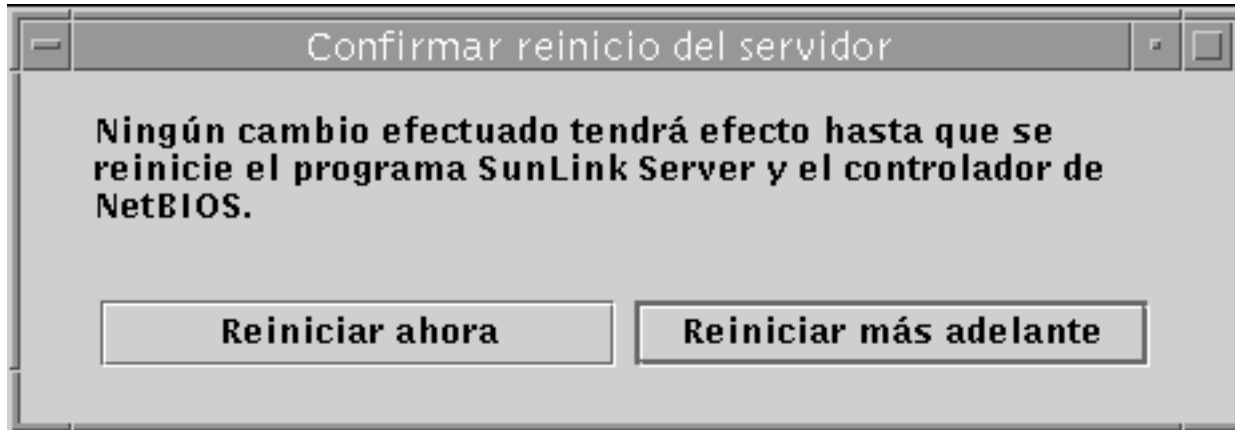 Confirmar reinicio del servidor
Ningún cambio efectuado tendrá efecto hasta que se
reinicie el programa SunLink Server y el controlador de
NetBIOS.
Reiniciar ahora
Reiniciar más adelante